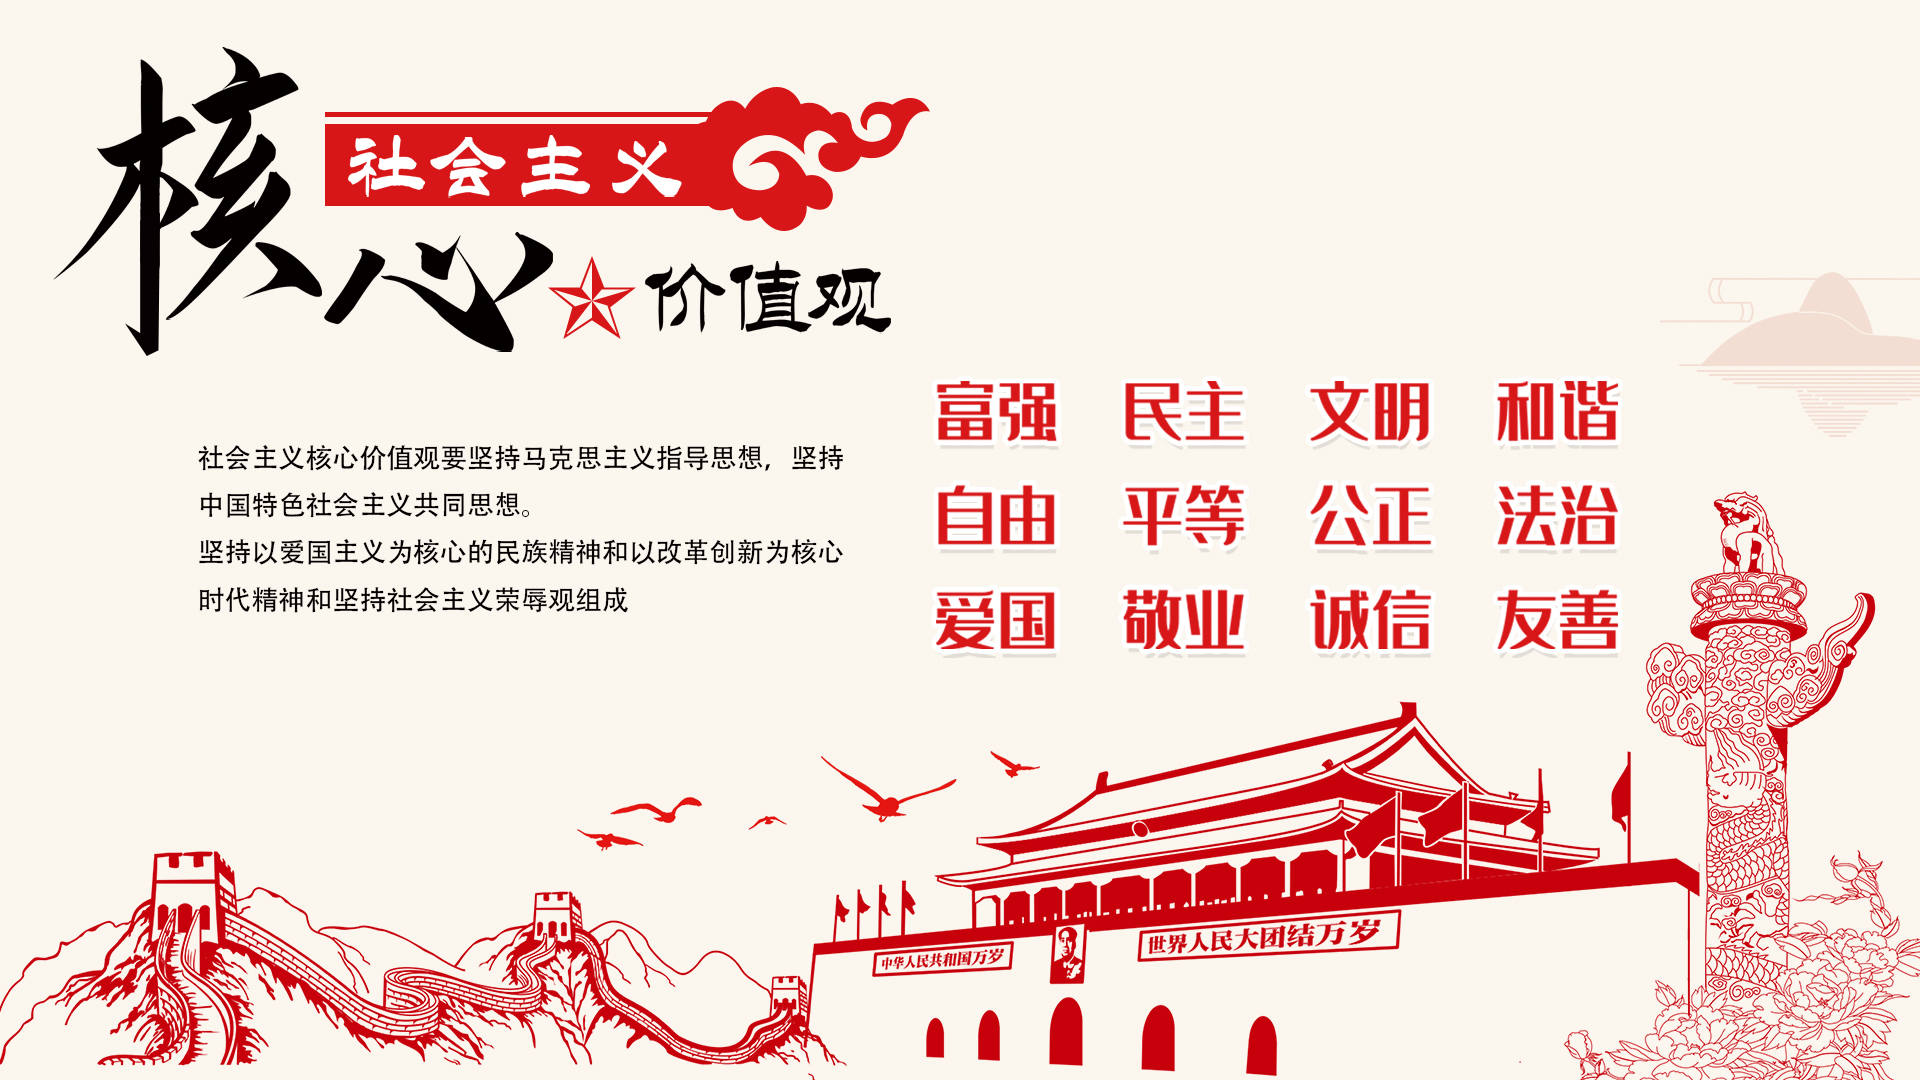 社会主义
核心价值观
社会主义核心价值观要坚持马克思主义指导思想，坚持
中国特色社会主义共同思想。
坚持以爱国主义为核心的民族精神和以改革创新为核心
时代精神和坚持社会主义荣辱观组成
富强 民主 文明 和谐
自由 平等 公正 法治
爱国 敬业 诚信 友善
中华人民共和国万岁
世界人民大团结万岁